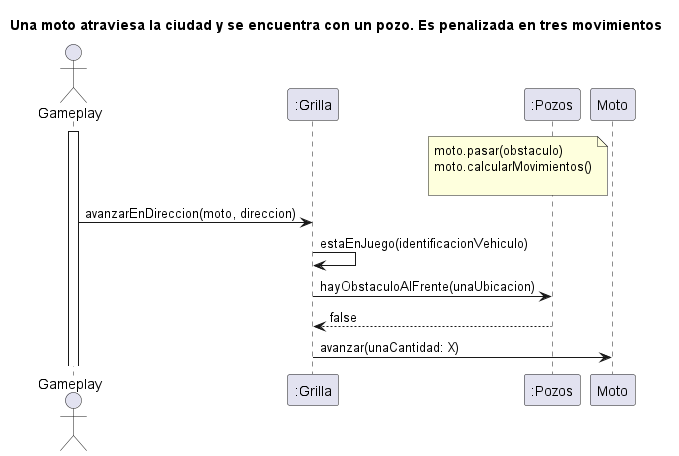 Una moto atraviesa la ciudad y se encuentra con un pozo. Es penalizada en tres movimientos
Gameplay
:Grilla
:Pozos
Moto
moto.pasar(obstaculo)
moto.calcularMovimientos()
avanzarEnDireccion(moto, direccion)
estaEnJuego(identificacionVehiculo)
hayObstaculoAlFrente(unaUbicacion)
false
avanzar(unaCantidad: X)
Gameplay
:Grilla
:Pozos
Moto